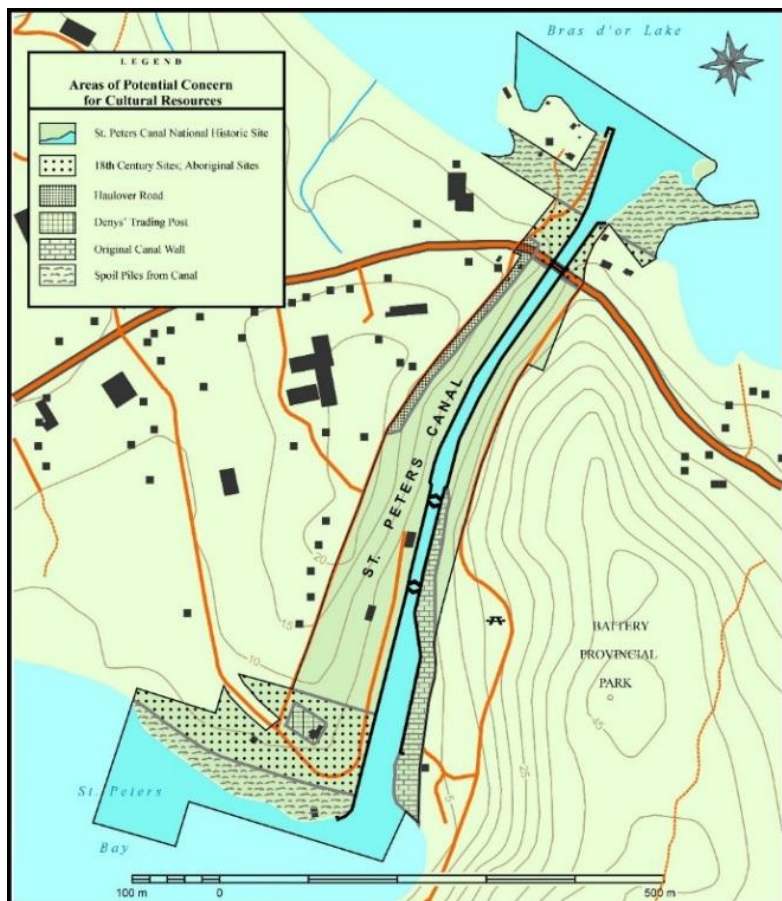 Bras d'or Lake
LEGEND
Areas of Potential Concern
for Cultural Resources
St. Peters Canal National Historic Site
18th Century Sites; Aboriginal Sites
Haulover Road
Denys' Trading Post
Original Canal Wall
Spoil Piles from Canal
ST. PETERS CANAL
20
15
10
BATTERY
PROVINCIAL
PARK
45
25
5
St. Peters
Bay
100 m
0
500 m